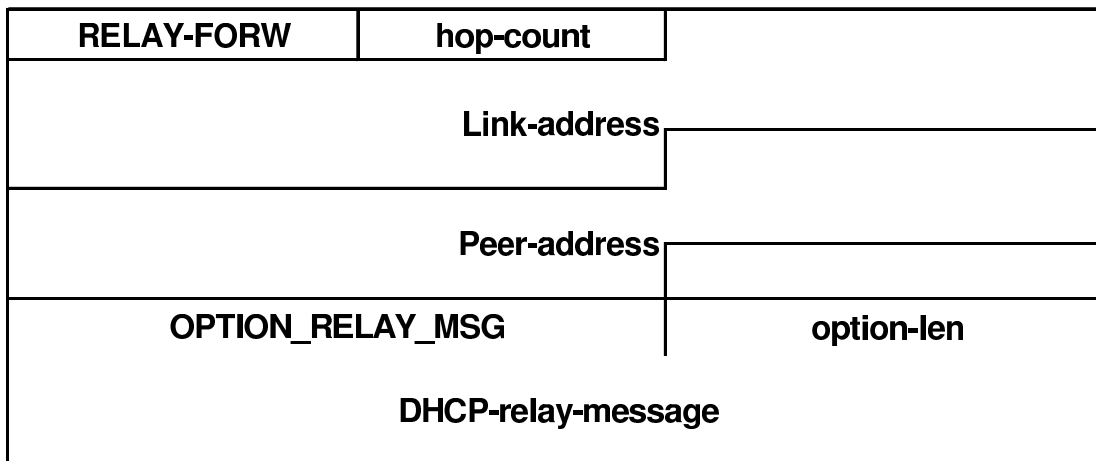 RELAY-FORW hop-count
Link-address
Peer-address
OPTION_RELAY_MSG option-len
DHCP-relay-message